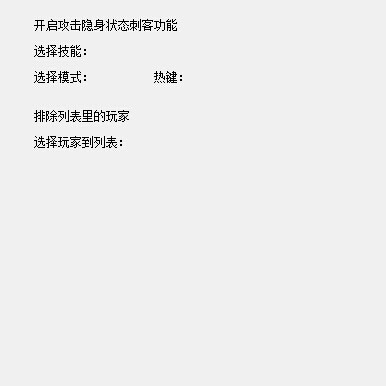 开启攻击隐身状态刺客功能
选择技能:
选择模式: 热键:
排除列表里的玩家
选择玩家到列表: